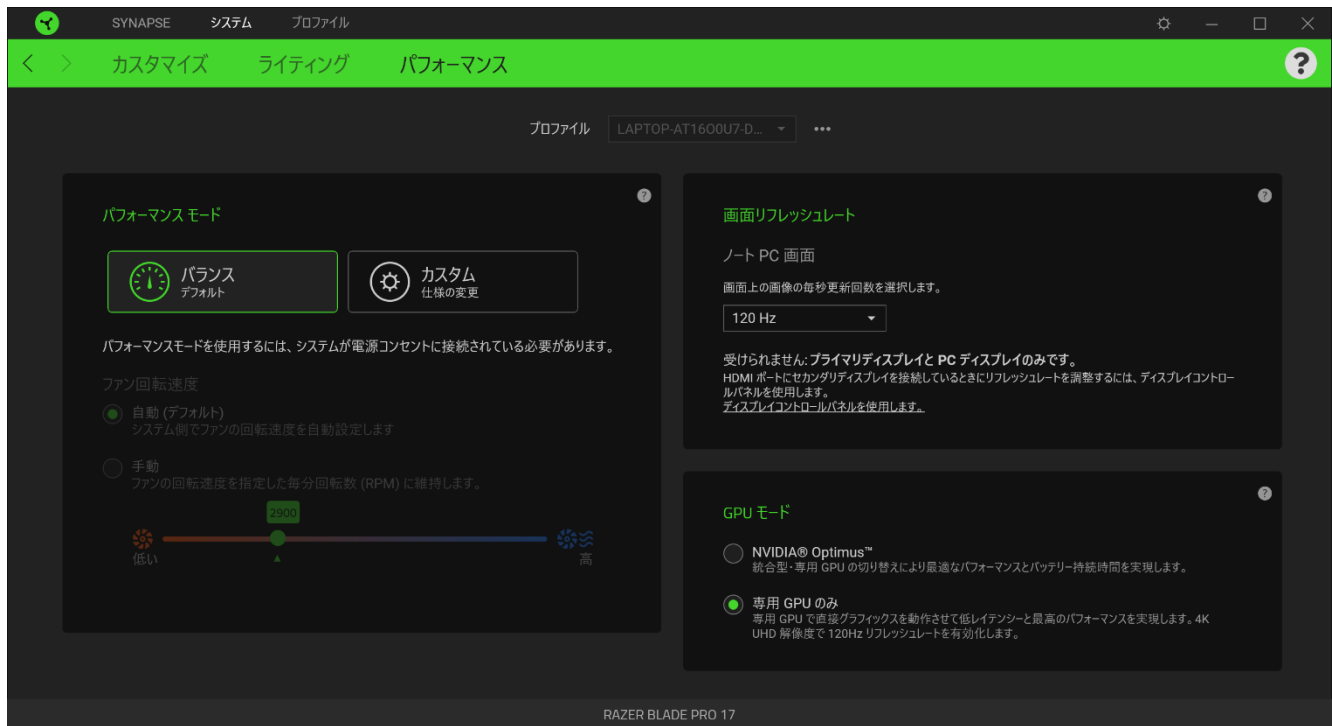 SYNAPSE システム プロファイル
カスタマイズ ライティング パフォーマンス ?
プロファイル LAPTOP-AT16O0U7-D... •••
?
パフォーマンス モード
バランス
デフォルト
カスタム
仕様の変更
パフォーマンスモードを使用するには、システムが電源コンセントに接続されている必要があります。
ファン回転速度
自動 (デフォルト)
システム側でファンの回転速度を自動設定します
手動
ファンの回転速度を指定した毎分回転数 (RPM) に維持します。
2900
低い
高
?
画面リフレッシュレート
ノート PC 画面
画面上の画像の毎秒更新回数を選択します。
120 Hz
受けられません: プライマリディスプレイと PC ディスプレイのみです。
HDMI ポートにセカンダリディスプレイを接続しているときにリフレッシュレートを調整するには、ディスプレイコントロー
ルパネルを使用します。
ディスプレイコントロールパネルを使用します。
?
GPU モード
NVIDIA® Optimus™
統合型・専用 GPU の切り替えにより最適なパフォーマンスとバッテリー持続時間を実現します。
専用 GPU のみ
専用 GPU で直接グラフィックスを動作させて低レイテンシーと最高のパフォーマンスを実現します。4K
UHD 解像度で 120Hz リフレッシュレートを有効化します。
RAZER BLADE PRO 17